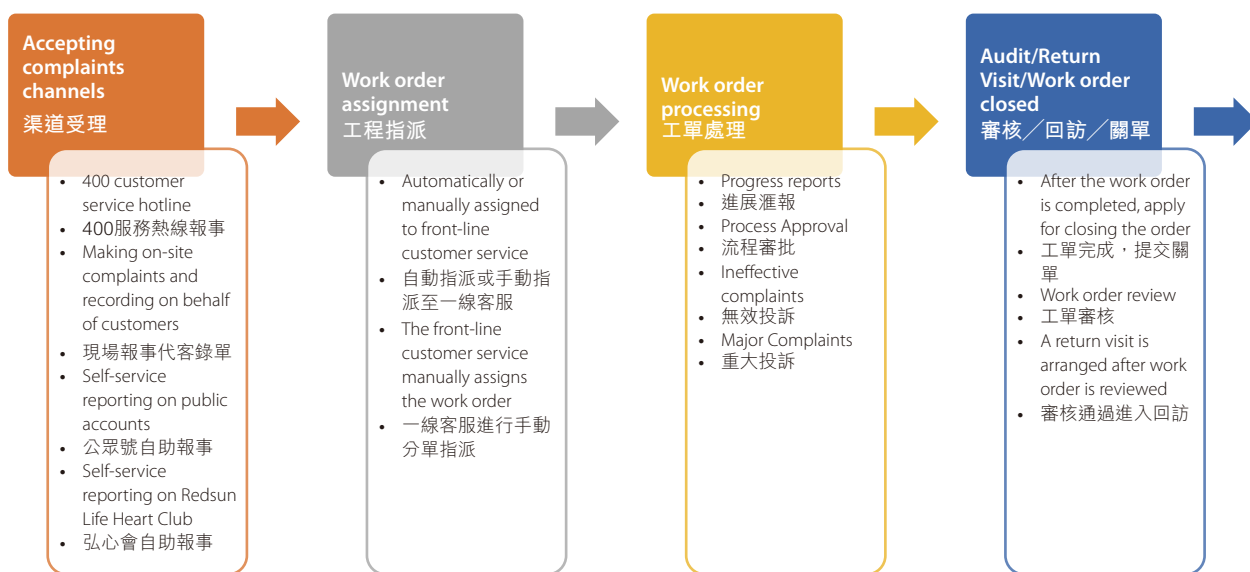 Accepting
complaints
channels
渠道受理
• 400 customer
service hotline
• 400服務熱線報事
• Making on-site
complaints and
recording on behalf
of customers
• 現場報事代客錄單
• Self-service
reporting on public
accounts
• 公眾號自助報事
• Self-service
reporting on Redsun
Life Heart Club
• 弘心會自助報事
Work order
assignment
工程指派
• Automatically or
manually assigned
to front-line
customer service
• 自動指派或手動指
派至一線客服
• The front-line
customer service
manually assigns
the work order
• 一線客服進行手動
分單指派
Work order
processing
工單處理
• Progress reports
• 進展滙報
• Process Approval
• 流程審批
• Ineffective
complaints
• 無效投訴
• Major Complaints
• 重大投訴
Audit/Return
Visit/Work order
closed
審核╱回訪╱關單
• After the work order
is completed, apply
for closing the order
• 工單完成，提交關
單
• Work order review
• 工單審核
• A return visit is
arranged after work
order is reviewed
• 審核通過進入回訪